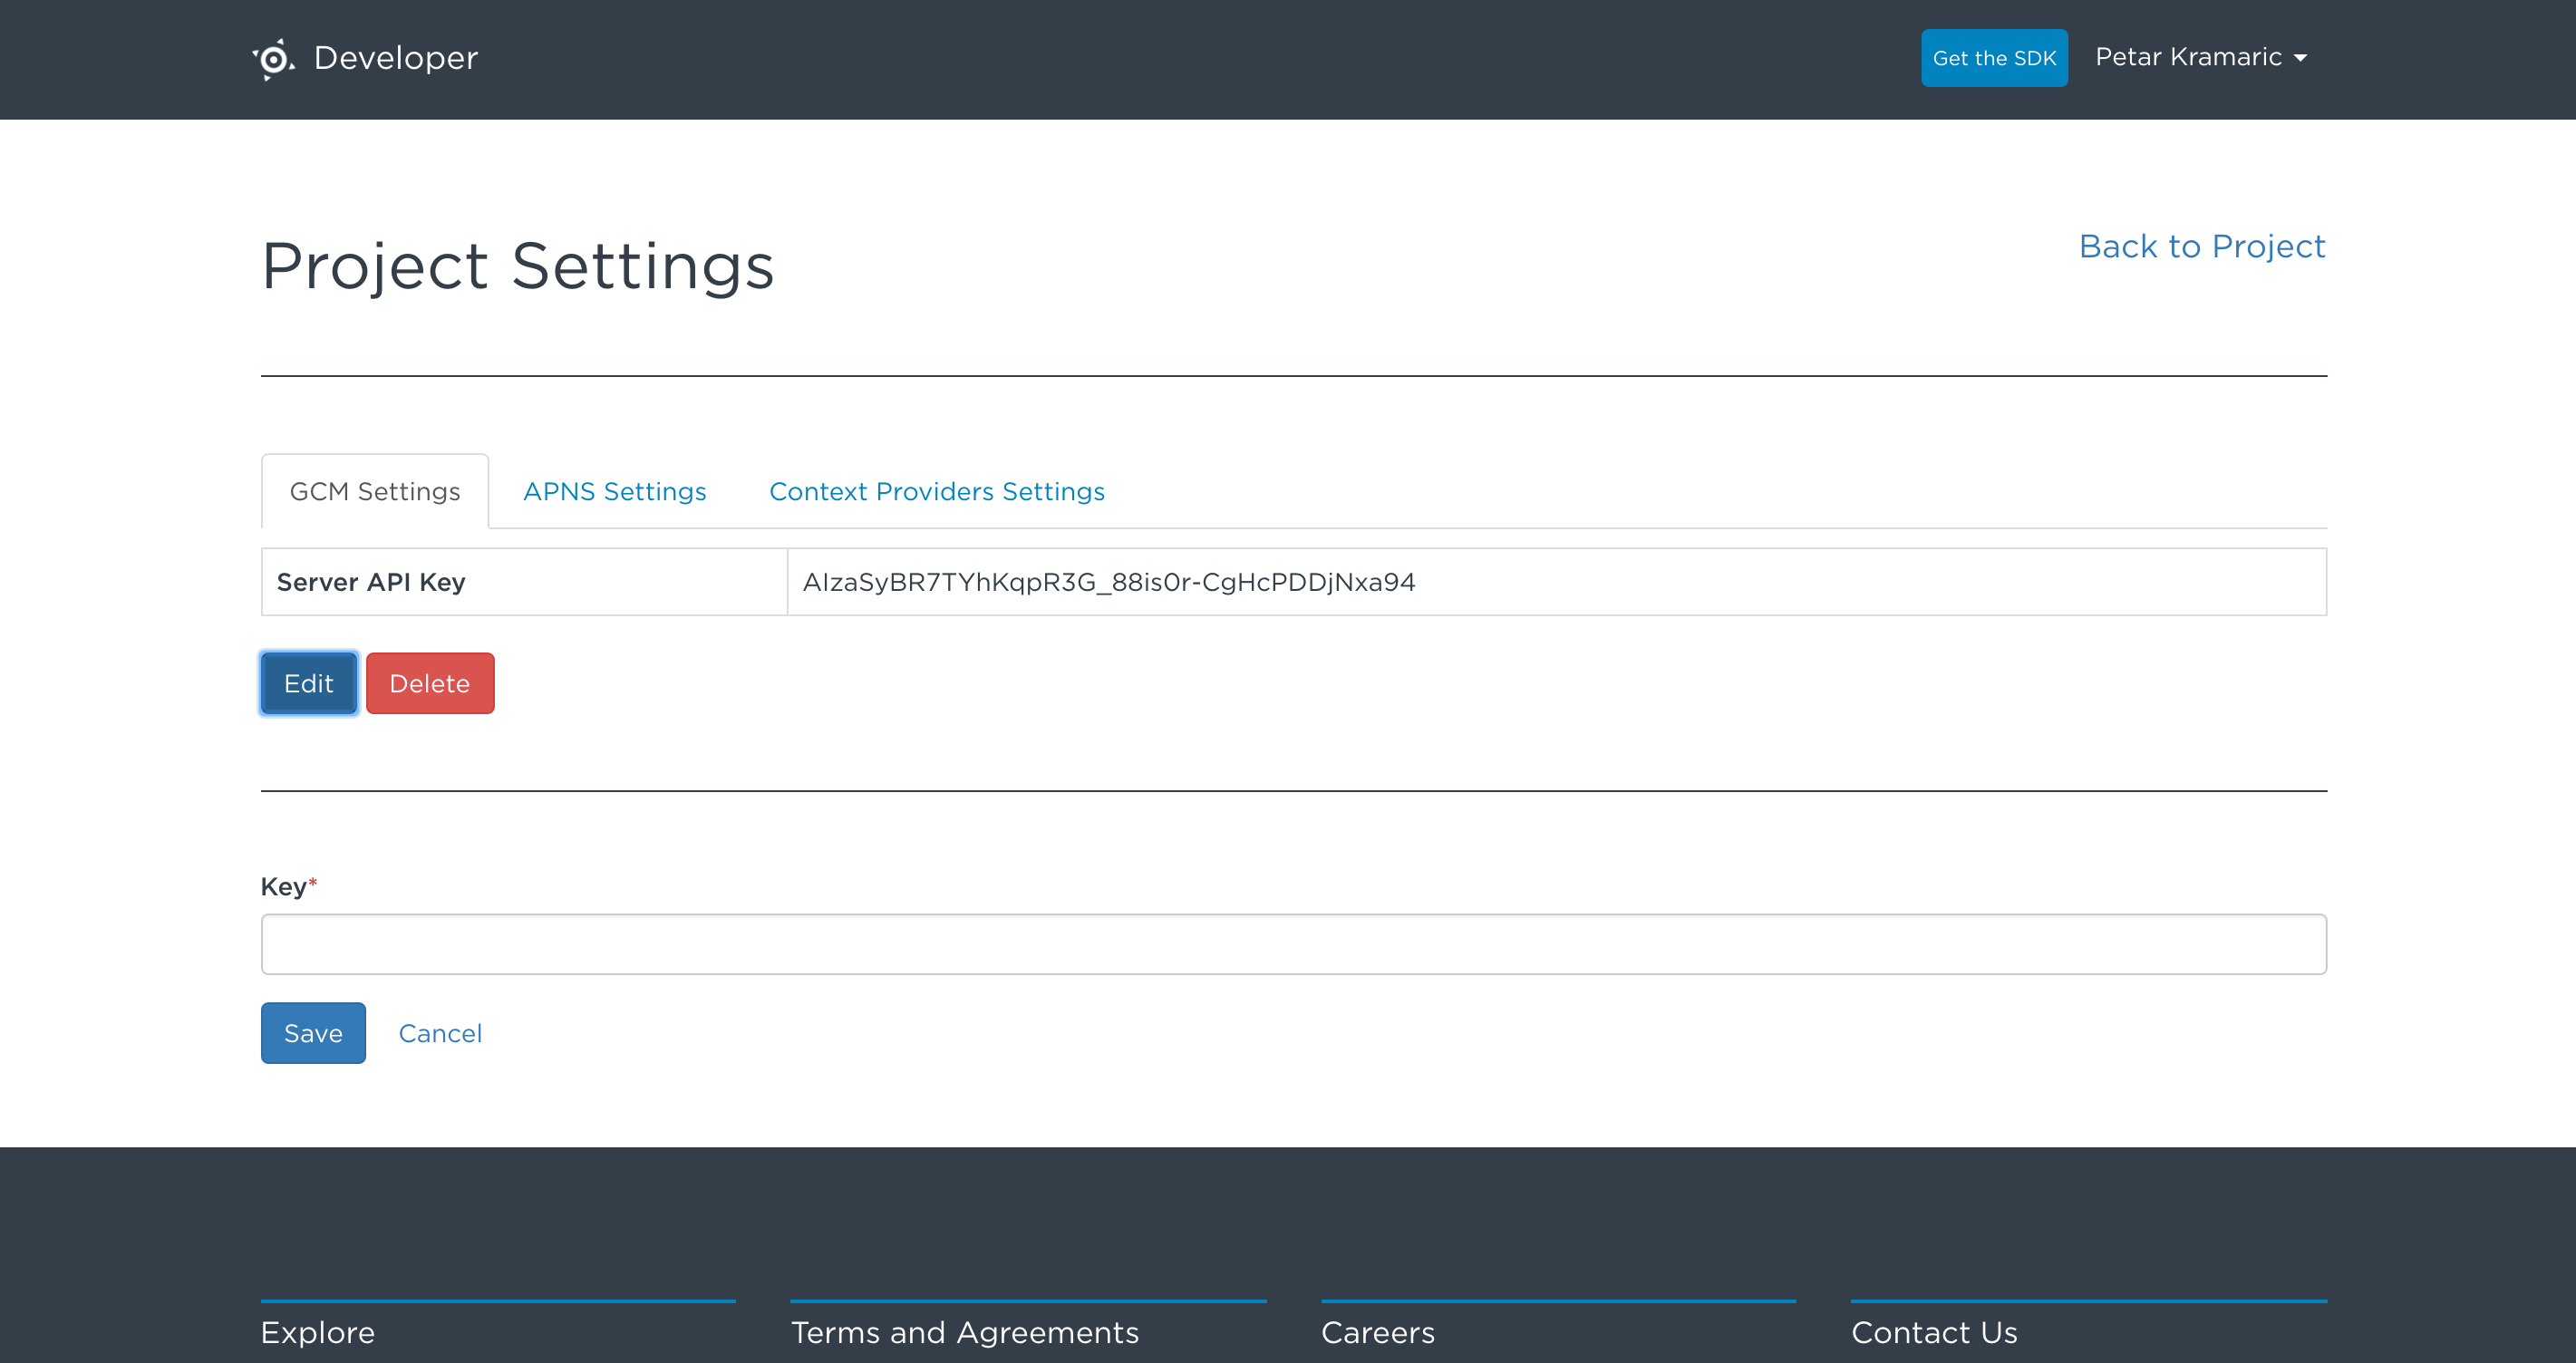 Developer
Get the SDK
Petar Kramaric
Project Settings
Back to Project
GCM Settings
APNS Settings
Context Providers Settings
Server API Key
AIzaSyBR7TYhKqpR3G_88is0r-CgHcPDDjNxa94
Edit
Delete
Key*
Save
Cancel
Explore
Terms and Agreements
Careers
Contact Us